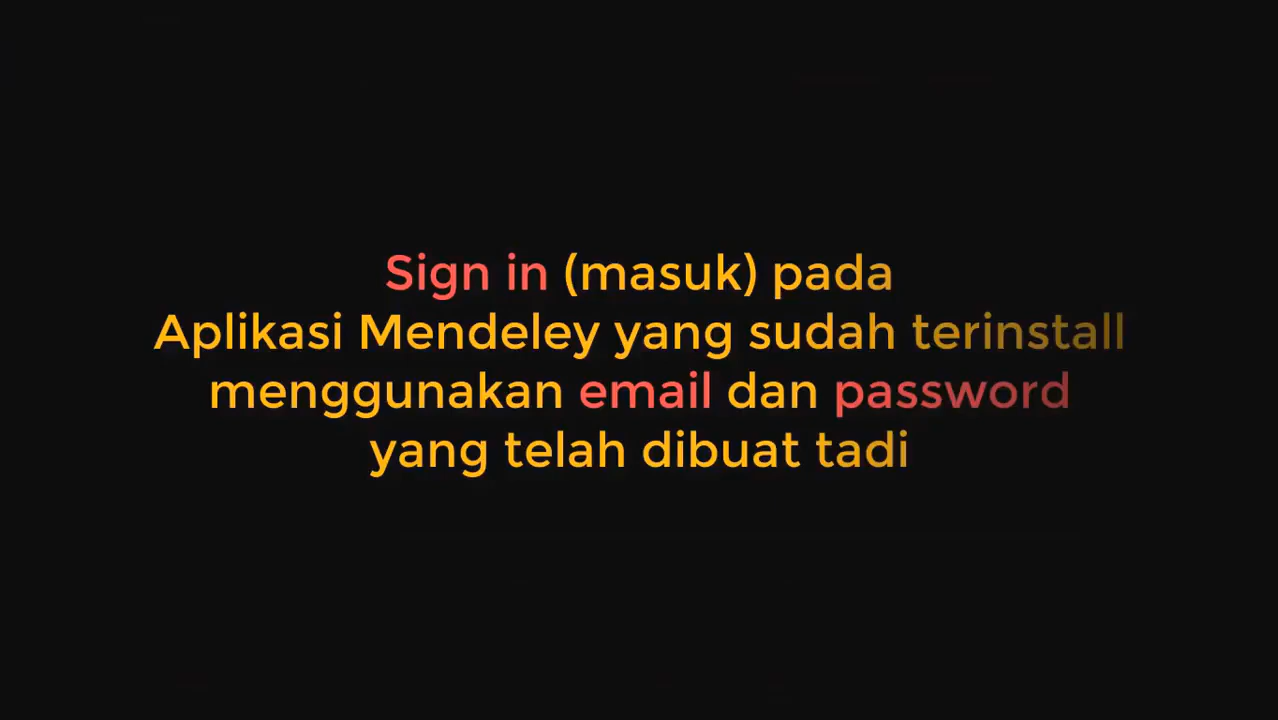 Sign in (masuk) pada
Aplikasi Mendeley yang sudah terinstall
menggunakan email dan password
yang telah dibuat tadi